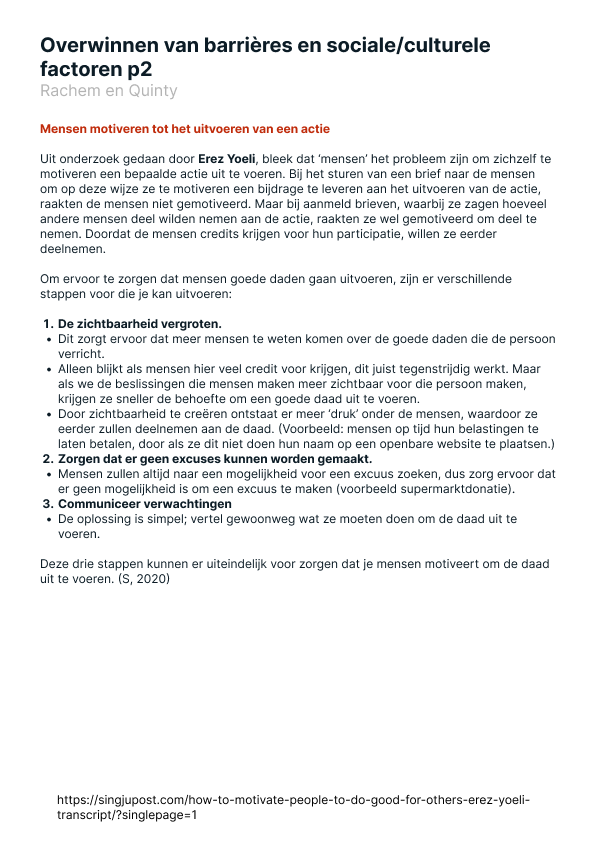 Overwinnen van barrières en sociale/culturele
factoren p2
Rachem en Quinty
Mensen motiveren tot het uitvoeren van een actie
Uit onderzoek gedaan door Erez Yoeli, bleek dat ‘mensen’ het probleem zijn om zichzelf te
motiveren een bepaalde actie uit te voeren. Bij het sturen van een brief naar de mensen
om op deze wijze ze te motiveren een bijdrage te leveren aan het uitvoeren van de actie,
raakten de mensen niet gemotiveerd. Maar bij aanmeld brieven, waarbij ze zagen hoeveel
andere mensen deel wilden nemen aan de actie, raakten ze wel gemotiveerd om deel te
nemen. Doordat de mensen credits krijgen voor hun participatie, willen ze eerder
deelnemen.
Om ervoor te zorgen dat mensen goede daden gaan uitvoeren, zijn er verschillende
stappen voor die je kan uitvoeren:
1. De zichtbaarheid vergroten.
• Dit zorgt ervoor dat meer mensen te weten komen over de goede daden die de persoon
verricht.
• Alleen blijkt als mensen hier veel credit voor krijgen, dit juist tegenstrijdig werkt. Maar
als we de beslissingen die mensen maken meer zichtbaar voor die persoon maken,
krijgen ze sneller de behoefte om een goede daad uit te voeren.
• Door zichtbaarheid te creëren ontstaat er meer ‘druk’ onder de mensen, waardoor ze
eerder zullen deelnemen aan de daad. (Voorbeeld: mensen op tijd hun belastingen te
laten betalen, door als ze dit niet doen hun naam op een openbare website te plaatsen.)
2. Zorgen dat er geen excuses kunnen worden gemaakt.
• Mensen zullen altijd naar een mogelijkheid voor een excuus zoeken, dus zorg ervoor dat
er geen mogelijkheid is om een excuus te maken (voorbeeld supermarktdonatie).
3. Communiceer verwachtingen
• De oplossing is simpel; vertel gewoonweg wat ze moeten doen om de daad uit te
voeren.
Deze drie stappen kunnen er uiteindelijk voor zorgen dat je mensen motiveert om de daad
uit te voeren. (S, 2020)
https://singjupost.com/how-to-motivate-people-to-do-good-for-others-erez-yoeli-
transcript/?singlepage=1